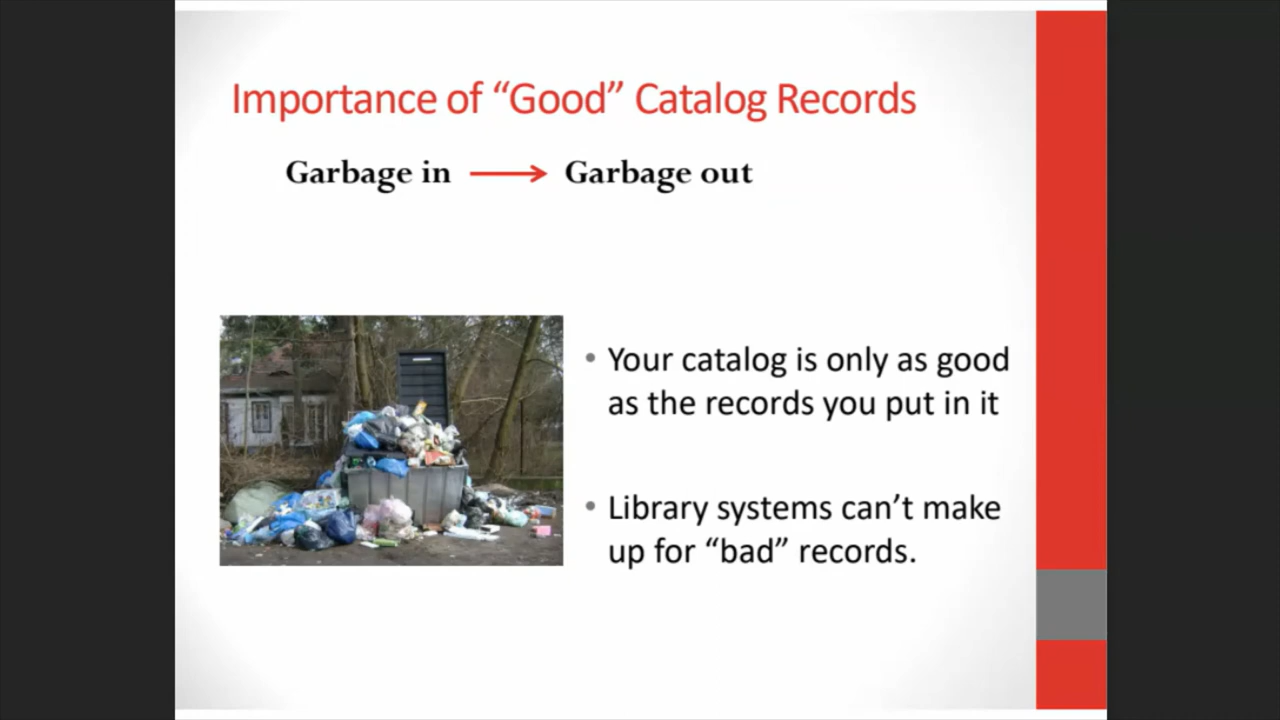 Importance of “Good” Catalog Records
Garbage in → Garbage out
• Your catalog is only as good
as the records you put in it
• Library systems can’t make
up for “bad” records.